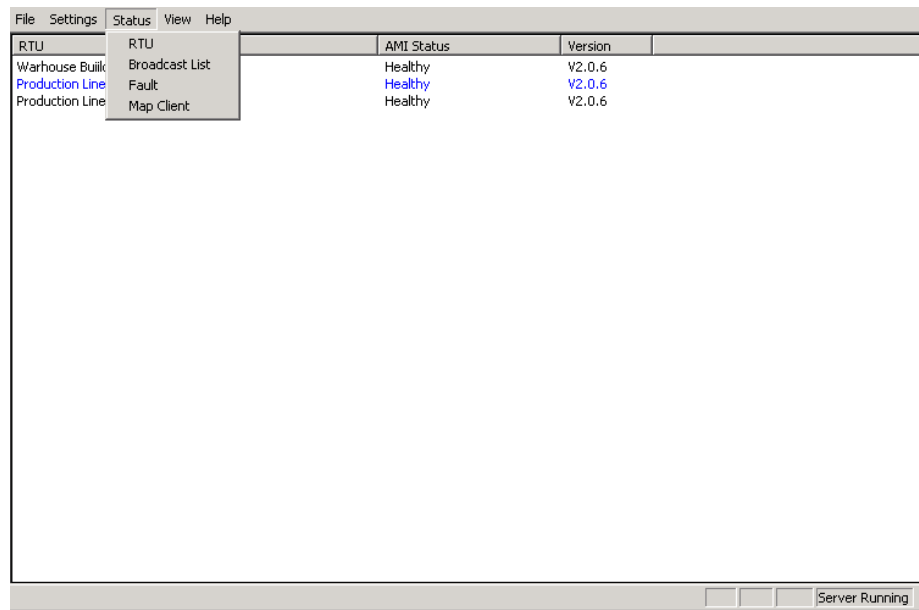 File Settings Status View Help
RTU AMI Status Version
RTU
Broadcast List
Fault
Map Client
Warhouse Healthy V2.0.6
Production Line Healthy V2.0.6
Production Line Healthy V2.0.6
Server Running